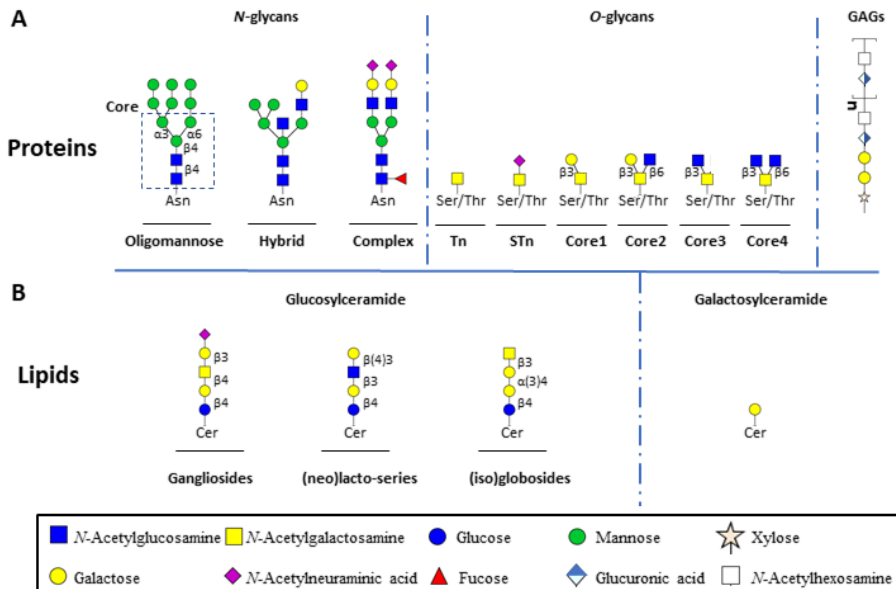 A
N-glycans
O-glycans
GAGs
Core
α3
α6
β4
β4
n
Proteins
β3
β3
β6
β3
β3
β6
Asn
Asn
Asn
Ser/Thr
Ser/Thr
Ser/Thr
Ser/Thr
Ser/Thr
Ser/Thr
Oligomannose
Hybrid
Complex
Tn
STn
Core1
Core2
Core3
Core4
B
Glucosylceramide
Galactosylceramide
Lipids
β3
β4
β4
β(4)3
β3
β4
β3
α(3)4
β4
Cer
Cer
Cer
Cer
Gangliosides
(neo)lacto-series
(iso)globosides
N-Acetylglucosamine
N-Acetylgalactosamine
Glucose
Mannose
Xylose
Galactose
N-Acetylneuraminic acid
Fucose
Glucuronic acid
N-Acetylhexosamine